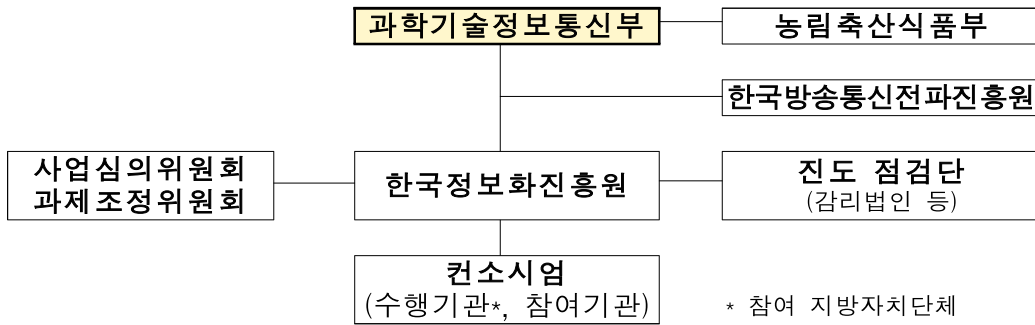 과학기술정보통신부
농림축산식품부
한국방송통신전파진흥원
사업심의위원회
과제조정위원회
한국정보화진흥원
진도 점검단
(감리법인 등)
컨소시엄
(수행기관*, 참여기관)
* 참여 지방자치단체